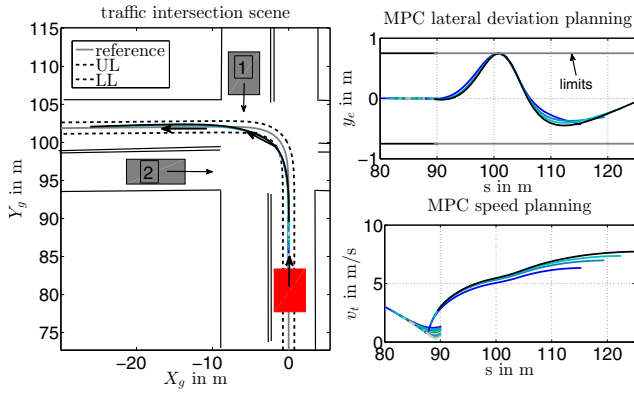 traffic intersection scene
115
110
105
100
95
90
85
80
75
−20
−10
0
Y_g in m
X_g in m
reference
UL
LL
1
2
MPC lateral deviation planning
1
0
−1
80
90
100
110
120
y_e in m
s in m
limits
MPC speed planning
10
5
0
80
90
100
110
120
v_t in m/s
s in m